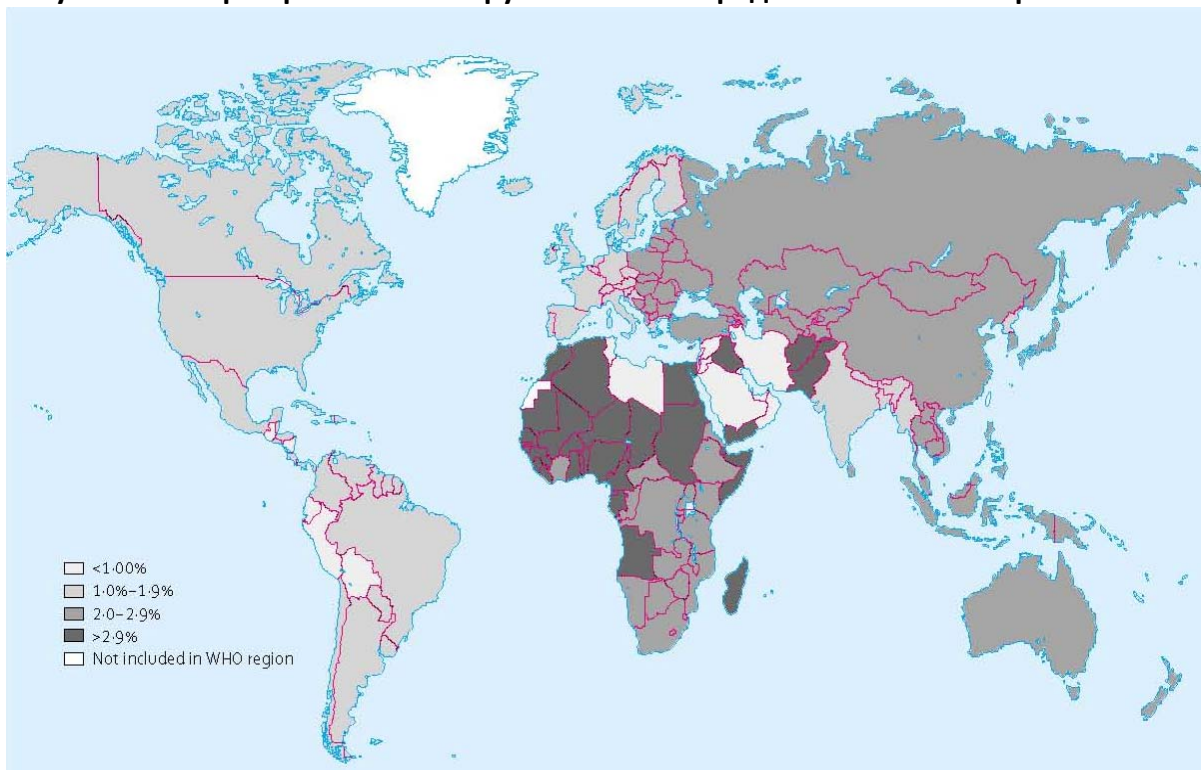 <1·00%
1·0%–1·9%
2·0–2·9%
>2·9%
Not included in WHO region